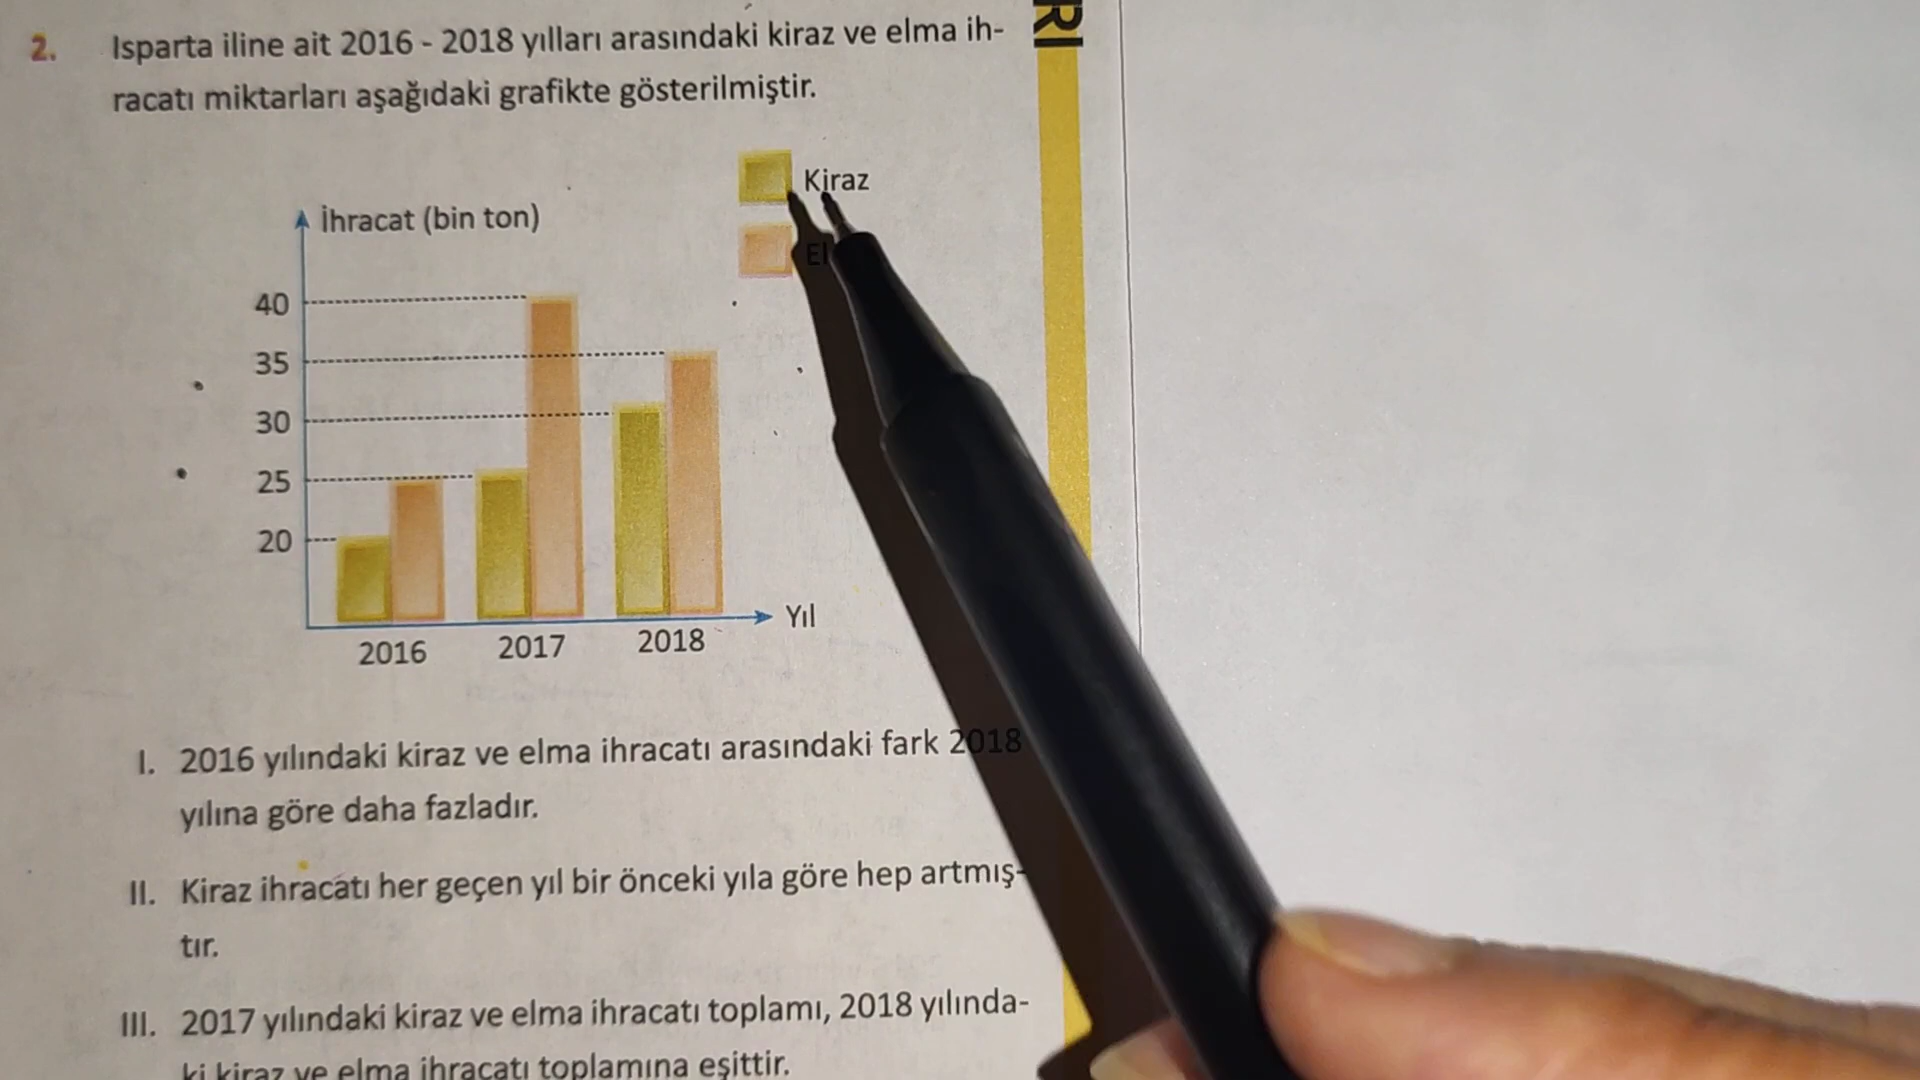 2. Isparta iline ait 2016 - 2018 yılları arasındaki kiraz ve elma ih-
racatı miktarları aşağıdaki grafikte gösterilmiştir.
Kiraz
El
İhracat (bin ton)
40
35
30
25
20
Yıl
2016 2017 2018
I. 2016 yılındaki kiraz ve elma ihracatı arasındaki fark 2018
yılına göre daha fazladır.
II. Kiraz ihracatı her geçen yıl bir önceki yıla göre hep artmış-
tır.
III. 2017 yılındaki kiraz ve elma ihracatı toplamı, 2018 yılında-
ki kiraz ve elma ihracatı toplamına eşittir.
RI